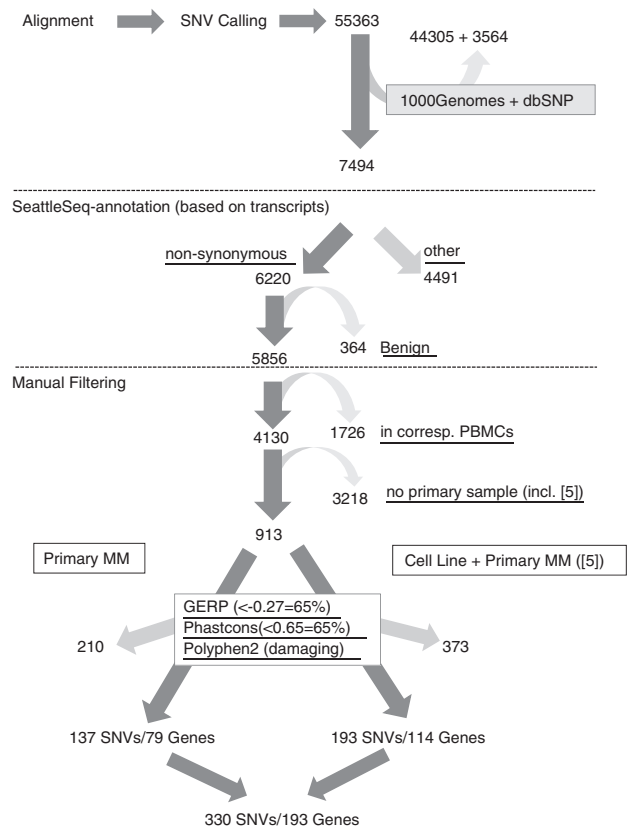 Alignment SNV Calling 55363
44305 + 3564
1000Genomes + dbSNP
7494
SeattleSeq-annotation (based on transcripts)
non-synonymous other
6220 4491
364 Benign
5856
Manual Filtering
4130 1726 in corresp. PBMCs
3218 no primary sample (incl. [5])
913
Primary MM Cell Line + Primary MM ([5])
GERP (<-0.27=65%)
Phastcons(<0.65=65%)
Polyphen2 (damaging)
210 373
137 SNVs/79 Genes 193 SNVs/114 Genes
330 SNVs/193 Genes